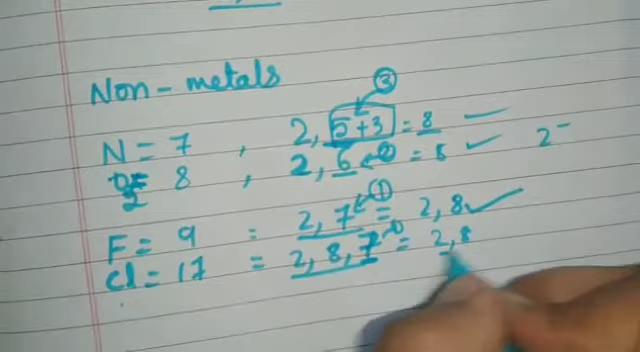 Non-metals
③
N = 7 , 2, 5+3 = 8
8 , 2, 6 = 8 2-
F = 9 = 2, 7 ① = 2, 8 ✓
Cl = 17 = 2, 8, 7 = 2, 8